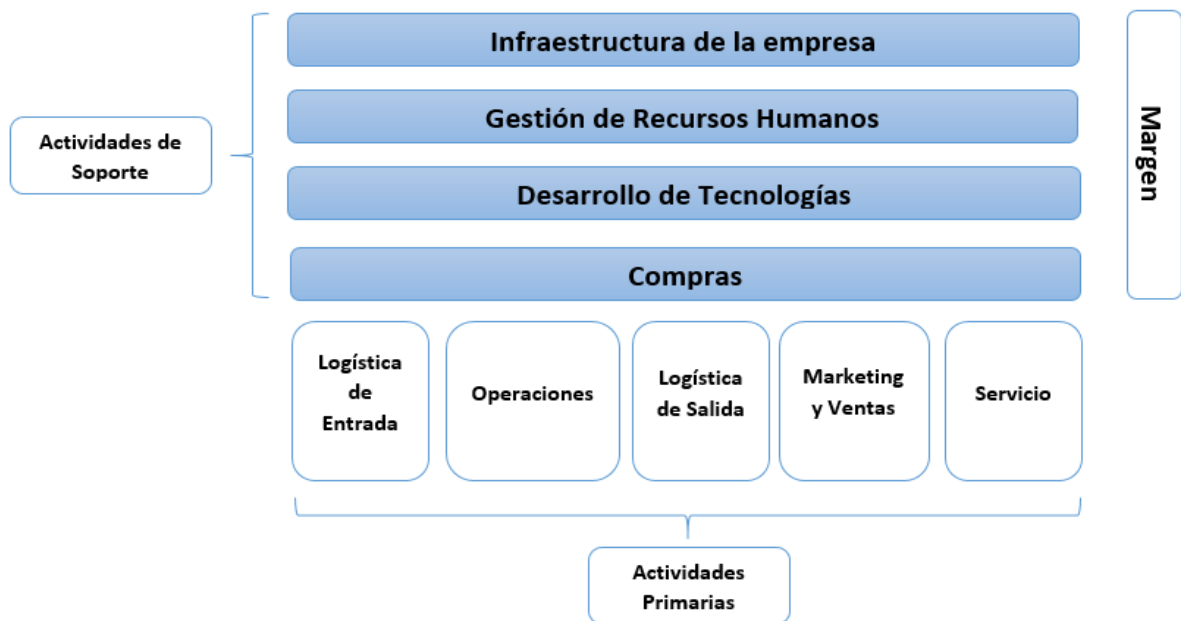 Infraestructura de la empresa
Gestión de Recursos Humanos
Desarrollo de Tecnologías
Compras
Actividades de
Soporte
Margen
Logística
de
Entrada
Operaciones
Logística
de Salida
Marketing
y Ventas
Servicio
Actividades
Primarias